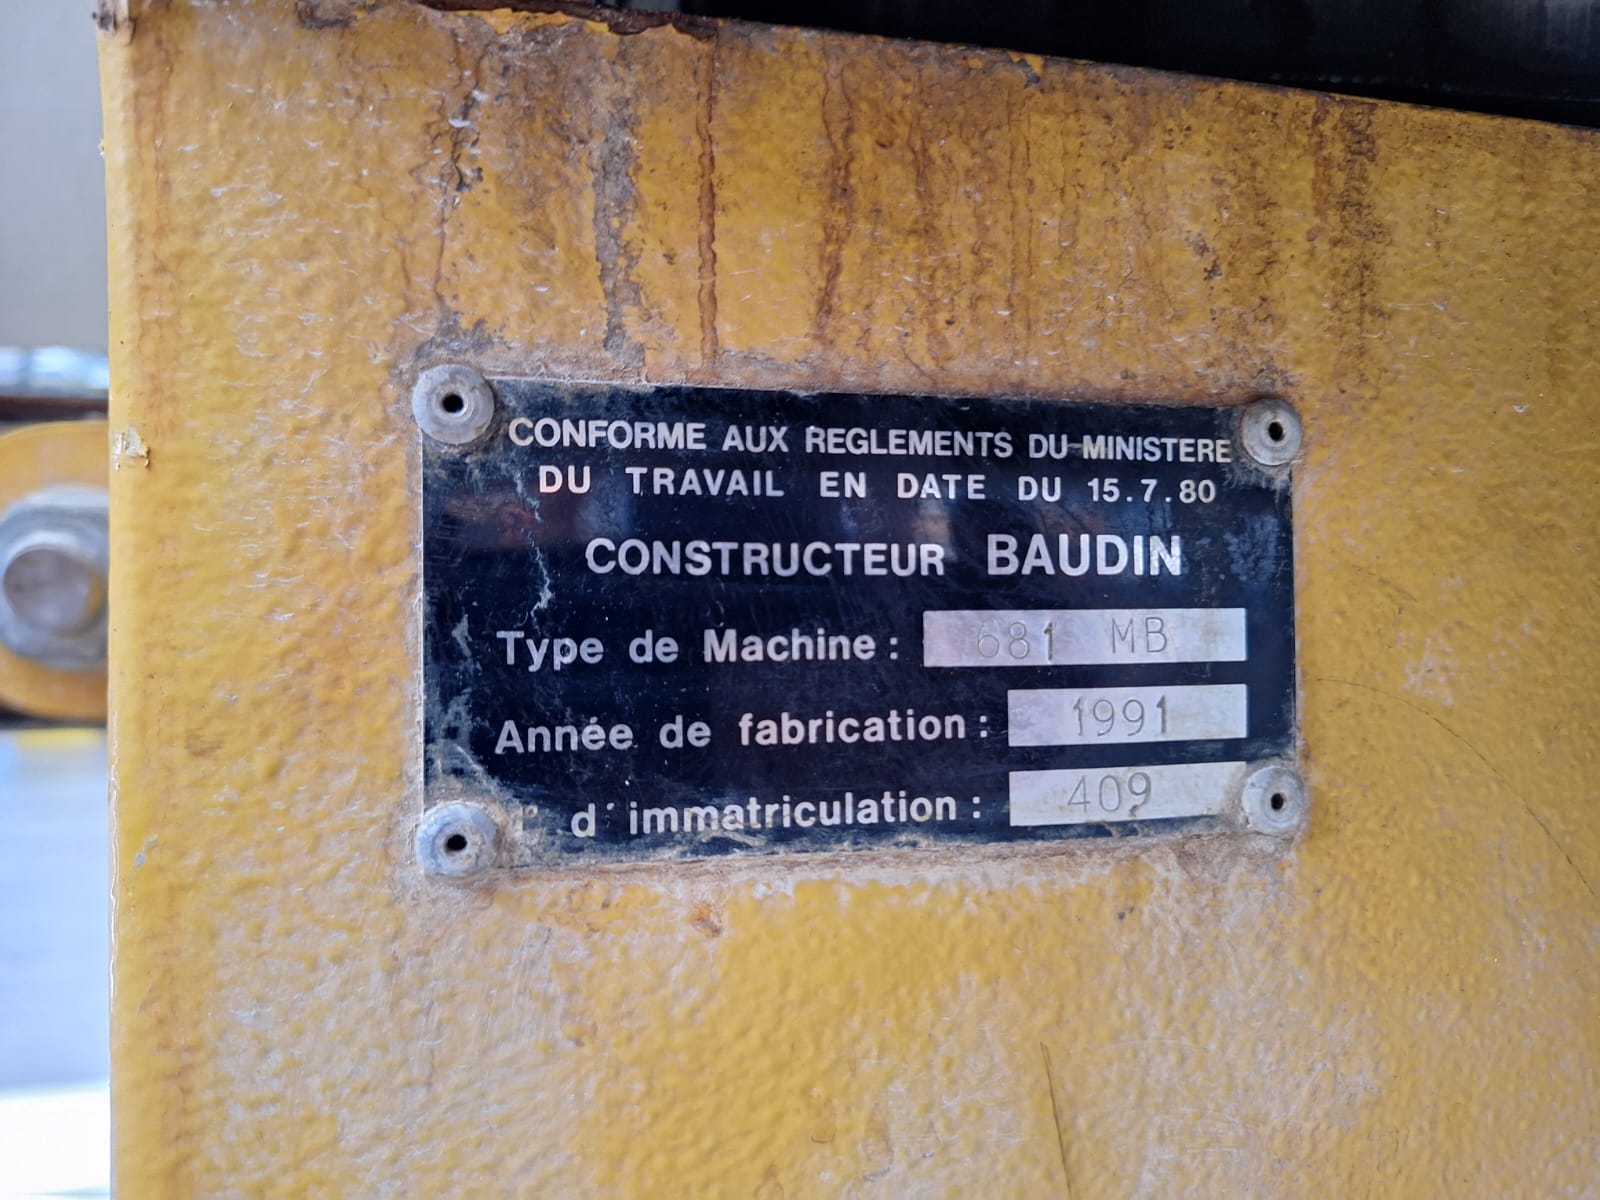 CONFORME AUX REGLEMENTS DU MINISTERE
DU TRAVAIL EN DATE DU 15.7.80
CONSTRUCTEUR BAUDIN
Type de Machine : 681 MB
Année de fabrication : 1991
d'immatriculation : 409